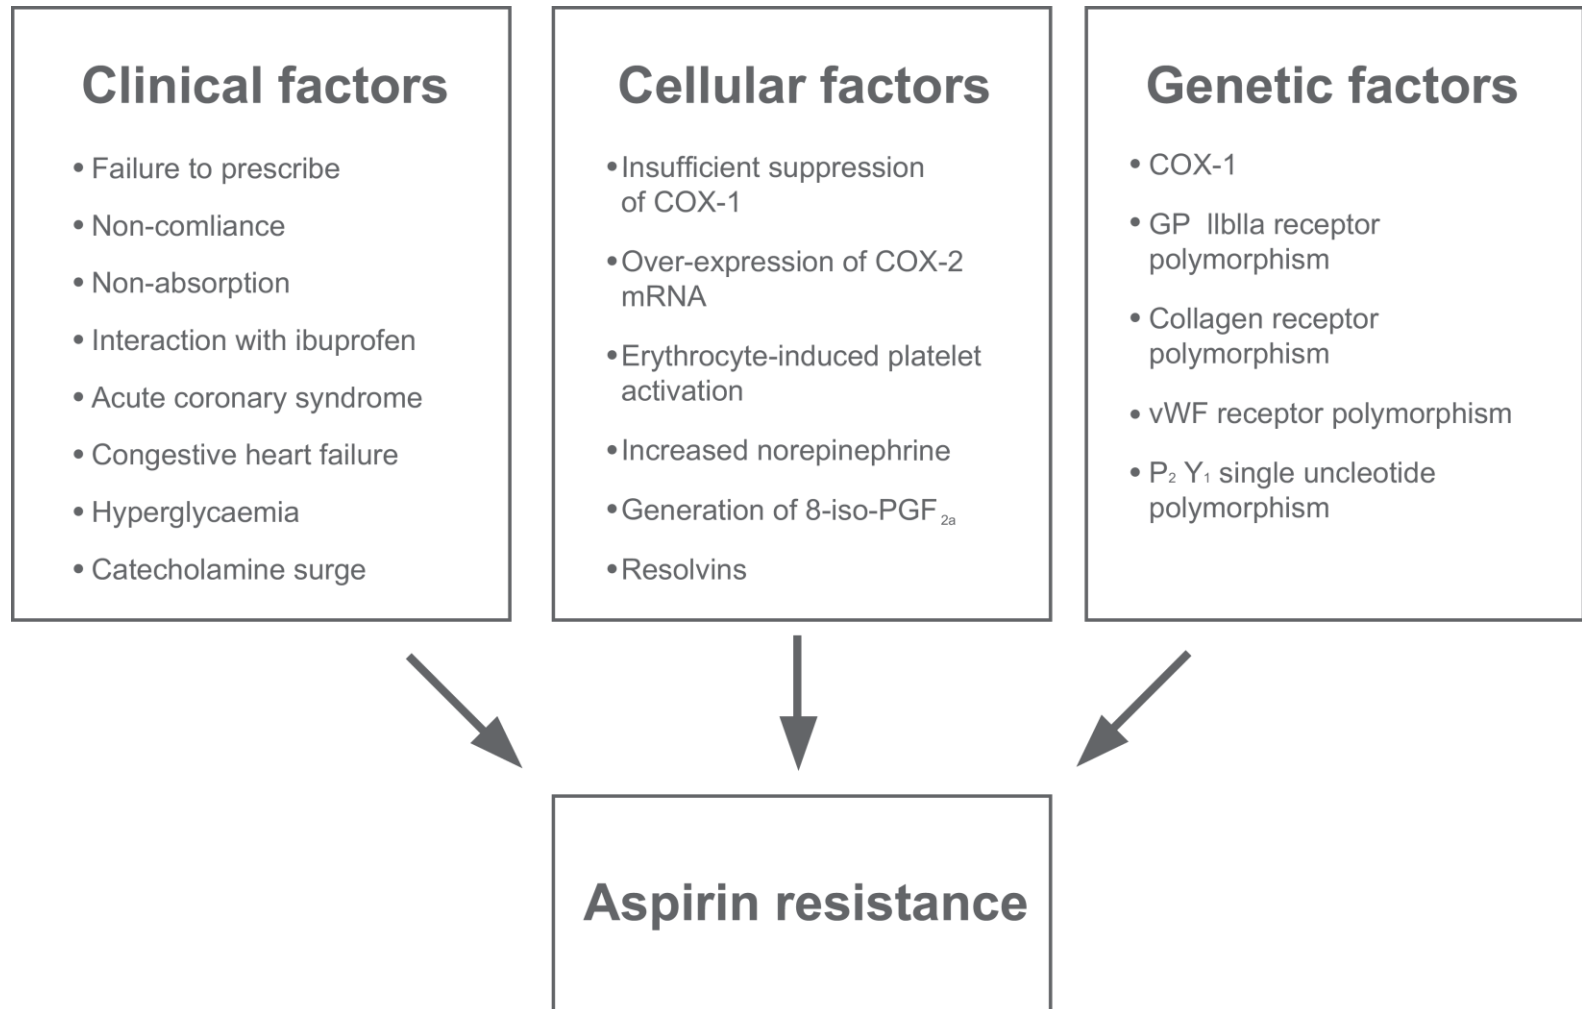 Clinical factors
• Failure to prescribe
• Non-comliance
• Non-absorption
• Interaction with ibuprofen
• Acute coronary syndrome
• Congestive heart failure
• Hyperglycaemia
• Catecholamine surge
Cellular factors
• Insufficient suppression
of COX-1
• Over-expression of COX-2
mRNA
• Erythrocyte-induced platelet
activation
• Increased norepinephrine
• Generation of 8-iso-PGF₂ₐ
• Resolvins
Genetic factors
• COX-1
• GP llblla receptor
polymorphism
• Collagen receptor
polymorphism
• vWF receptor polymorphism
• P₂ Y₁ single uncleotide
polymorphism
Aspirin resistance